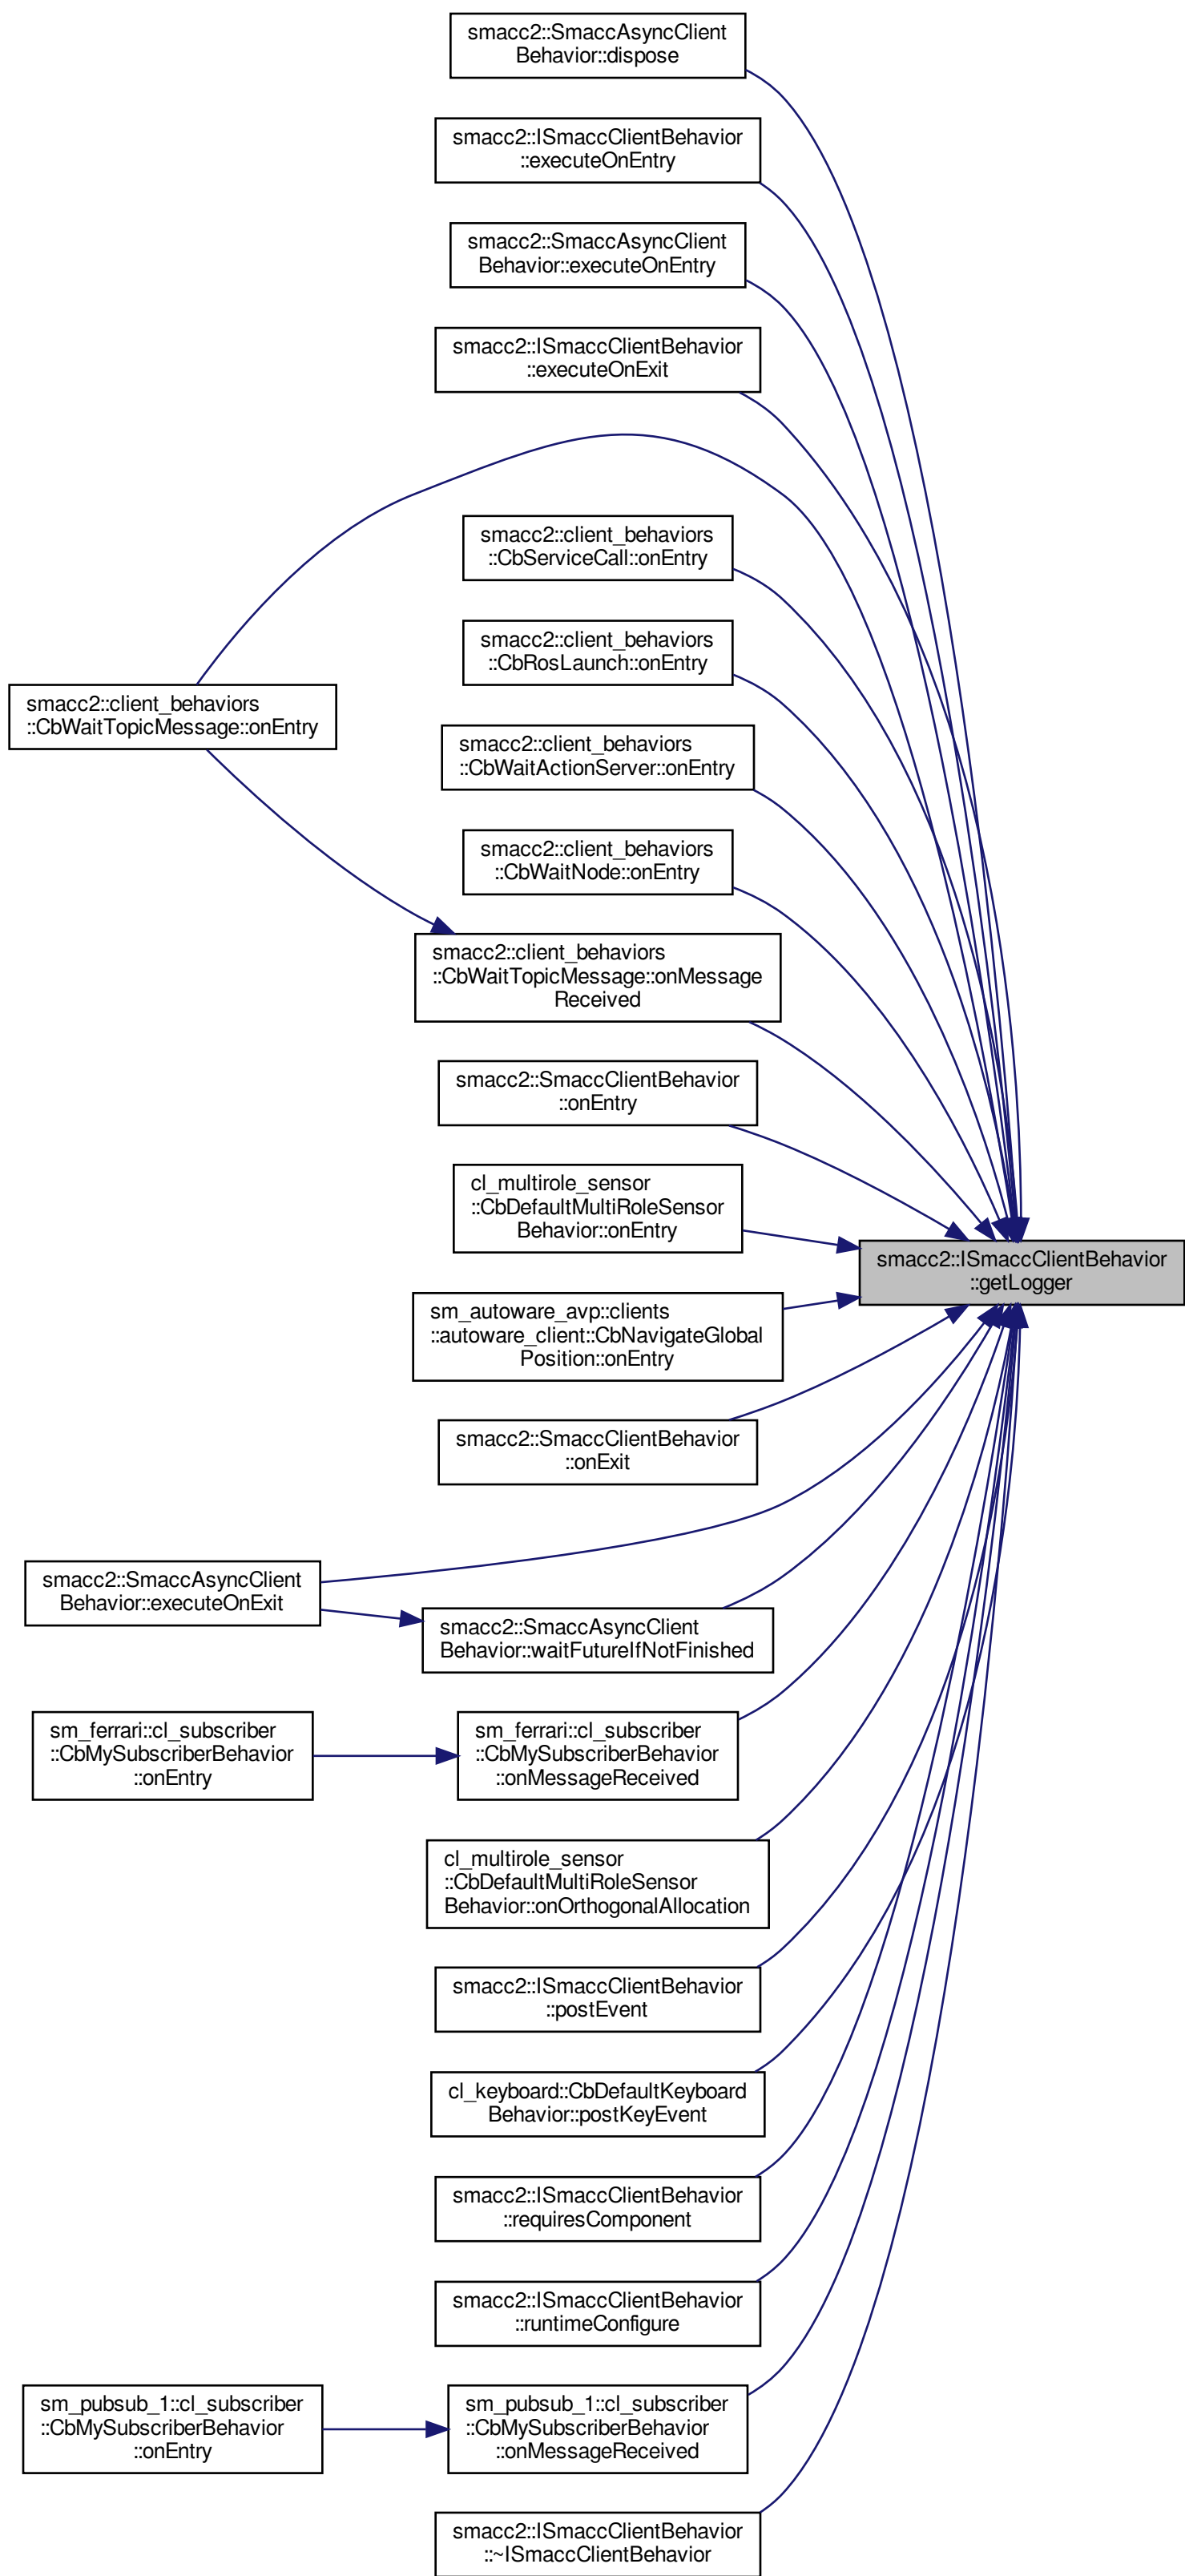 smacc2::SmaccAsyncClient
Behavior::dispose
smacc2::ISmaccClientBehavior
::executeOnEntry
smacc2::SmaccAsyncClient
Behavior::executeOnEntry
smacc2::ISmaccClientBehavior
::executeOnExit
smacc2::client_behaviors
::CbServiceCall::onEntry
smacc2::client_behaviors
::CbRosLaunch::onEntry
smacc2::client_behaviors
::CbWaitTopicMessage::onEntry
smacc2::client_behaviors
::CbWaitActionServer::onEntry
smacc2::client_behaviors
::CbWaitNode::onEntry
smacc2::client_behaviors
::CbWaitTopicMessage::onMessage
Received
smacc2::SmaccClientBehavior
::onEntry
cl_multirole_sensor
::CbDefaultMultiRoleSensor
Behavior::onEntry
smacc2::ISmaccClientBehavior
::getLogger
sm_autoware_avp::clients
::autoware_client::CbNavigateGlobal
Position::onEntry
smacc2::SmaccClientBehavior
::onExit
smacc2::SmaccAsyncClient
Behavior::executeOnExit
smacc2::SmaccAsyncClient
Behavior::waitFutureIfNotFinished
sm_ferrari::cl_subscriber
::CbMySubscriberBehavior
::onEntry
sm_ferrari::cl_subscriber
::CbMySubscriberBehavior
::onMessageReceived
cl_multirole_sensor
::CbDefaultMultiRoleSensor
Behavior::onOrthogonalAllocation
smacc2::ISmaccClientBehavior
::postEvent
cl_keyboard::CbDefaultKeyboard
Behavior::postKeyEvent
smacc2::ISmaccClientBehavior
::requiresComponent
smacc2::ISmaccClientBehavior
::runtimeConfigure
sm_pubsub_1::cl_subscriber
::CbMySubscriberBehavior
::onEntry
sm_pubsub_1::cl_subscriber
::CbMySubscriberBehavior
::onMessageReceived
smacc2::ISmaccClientBehavior
::~ISmaccClientBehavior